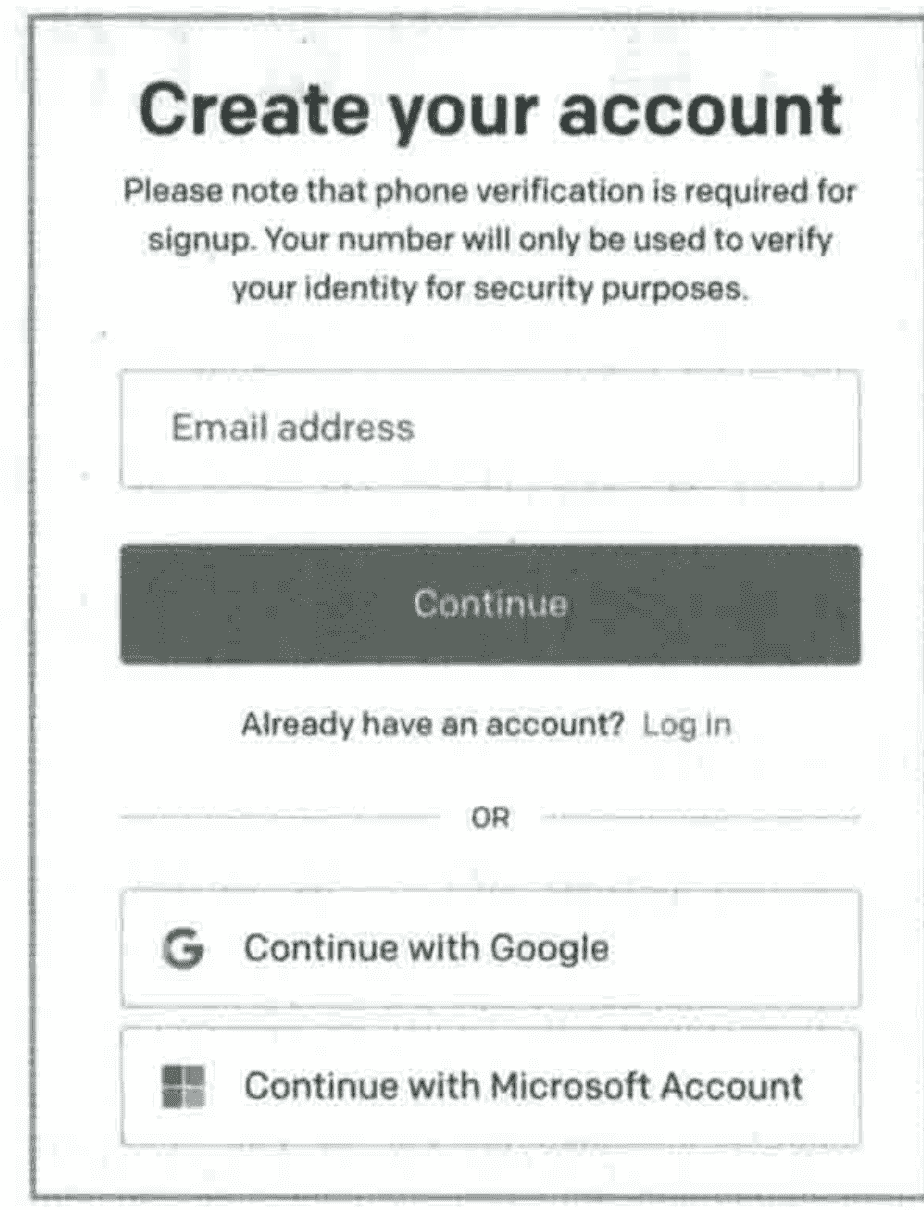 Create your account
Please note that phone verification is required for
signup. Your number will only be used to verify
your identity for security purposes.
Email address
Continue
Already have an account? Log in
OR
G Continue with Google
Continue with Microsoft Account